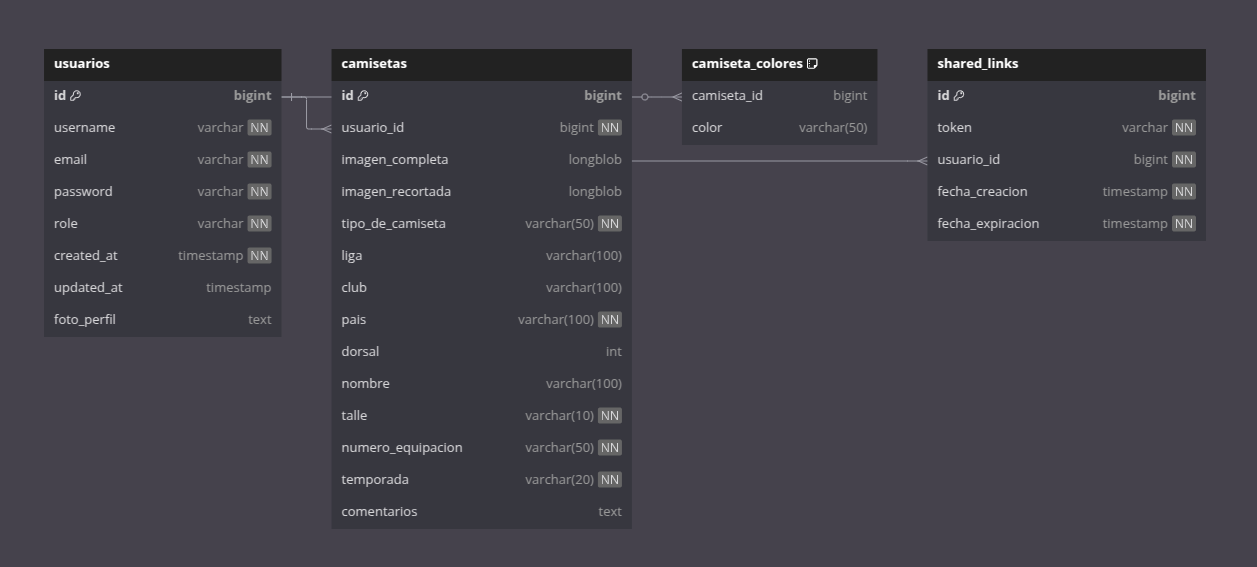 usuarios
id bigint
username varchar NN
email varchar NN
password varchar NN
role varchar NN
created_at timestamp NN
updated_at timestamp
foto_perfil text
camisetas
id bigint
usuario_id bigint NN
imagen_completa longblob
imagen_recortada longblob
tipo_de_camiseta varchar(50) NN
liga varchar(100)
club varchar(100)
pais varchar(100) NN
dorsal int
nombre varchar(100)
talle varchar(10) NN
numero_equipacion varchar(50) NN
temporada varchar(20) NN
comentarios text
camiseta_colores
camiseta_id bigint
color varchar(50)
shared_links
id bigint
token varchar NN
usuario_id bigint NN
fecha_creacion timestamp NN
fecha_expiracion timestamp NN